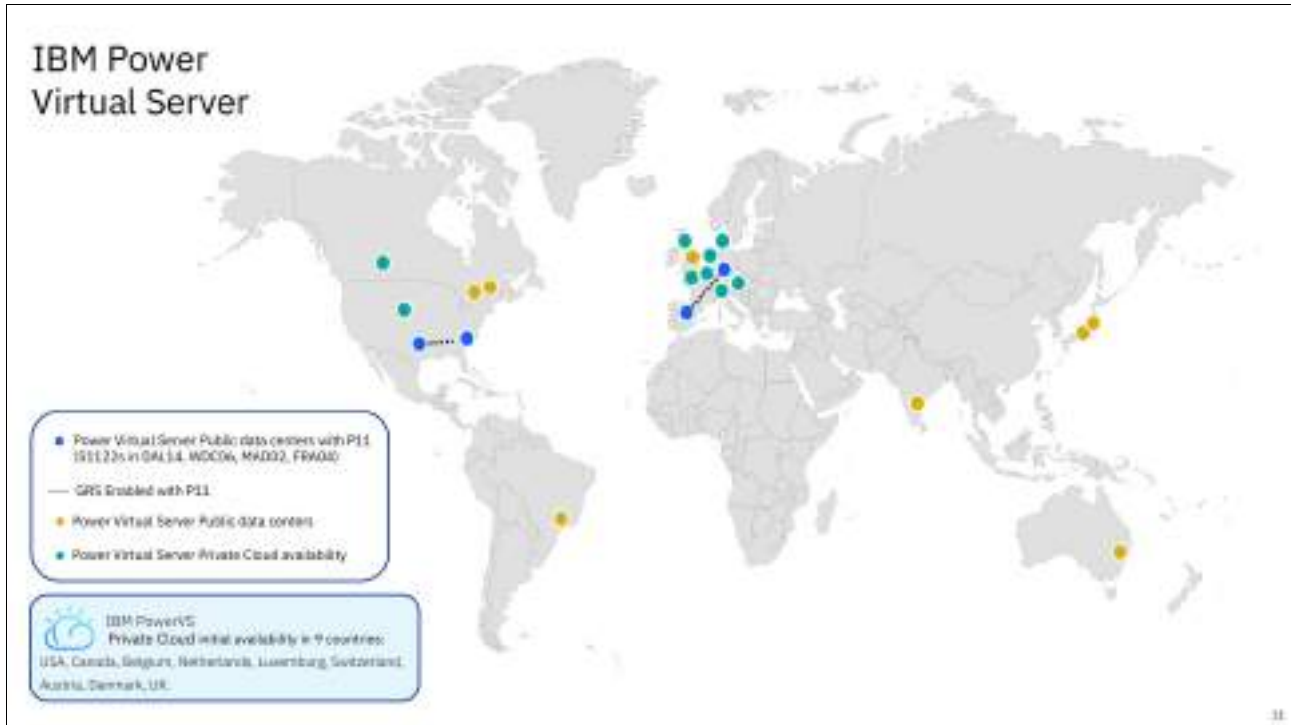 IBM Power
Virtual Server
Power Virtual Server Public data centers with P11
(S1122s in DAL14, WDC06, MAD02, FRA04)
GRS Enabled with P11
Power Virtual Server Public data centers
Power Virtual Server Private Cloud availability
IBM PowerVS
Private Cloud initial availability in 9 countries:
USA, Canada, Belgium, Netherlands, Luxemburg, Switzerland,
Austria, Denmark, UK.